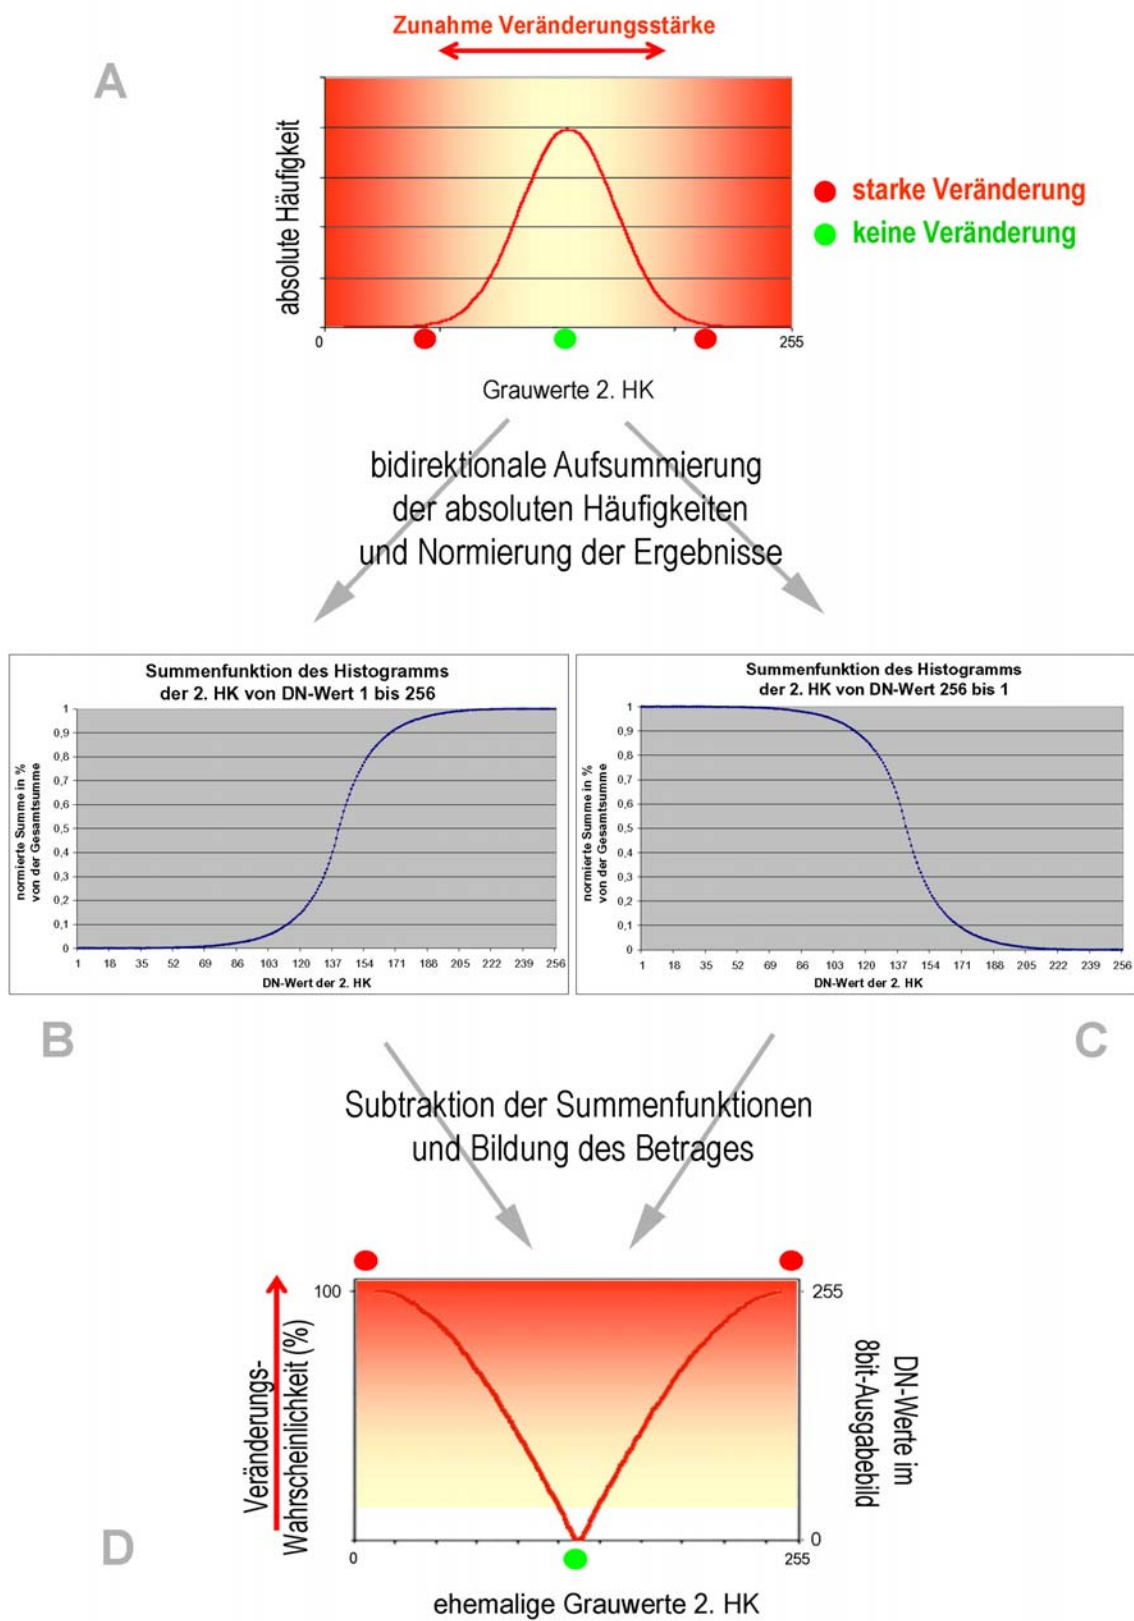 Zunahme Veränderungsstärke
A
absolute Häufigkeit
starke Veränderung
keine Veränderung
0
255
Grauwerte 2. HK
bidirektionale Aufsummierung
der absoluten Häufigkeiten
und Normierung der Ergebnisse
Summenfunktion des Histogramms
der 2. HK von DN-Wert 1 bis 256
normierte Summe in %
von der Gesamtsumme
1
0,9
0,8
0,7
0,6
0,5
0,4
0,3
0,2
0,1
0
1 18 35 52 69 86 103 120 137 154 171 188 205 222 239 256
DN-Wert der 2. HK
Summenfunktion des Histogramms
der 2. HK von DN-Wert 256 bis 1
normierte Summe in %
von der Gesamtsumme
1
0,9
0,8
0,7
0,6
0,5
0,4
0,3
0,2
0,1
0
1 18 35 52 69 86 103 120 137 154 171 188 205 222 239 256
DN-Wert der 2. HK
B
C
Subtraktion der Summenfunktionen
und Bildung des Betrages
100
255
Veränderungs-
Wahrscheinlichkeit (%)
DN-Werte im
8bit-Ausgabebild
D
0
0
255
ehemalige Grauwerte 2. HK